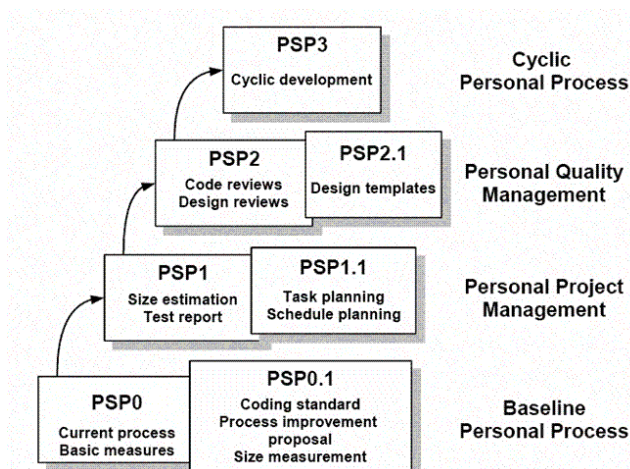 PSP3
Cyclic development
Cyclic
Personal Process
PSP2
Code reviews
Design reviews
PSP2.1
Design templates
Personal Quality
Management
PSP1
Size estimation
Test report
PSP1.1
Task planning
Schedule planning
Personal Project
Management
PSP0
Current process
Basic measures
PSP0.1
Coding standard
Process improvement
proposal
Size measurement
Baseline
Personal Process